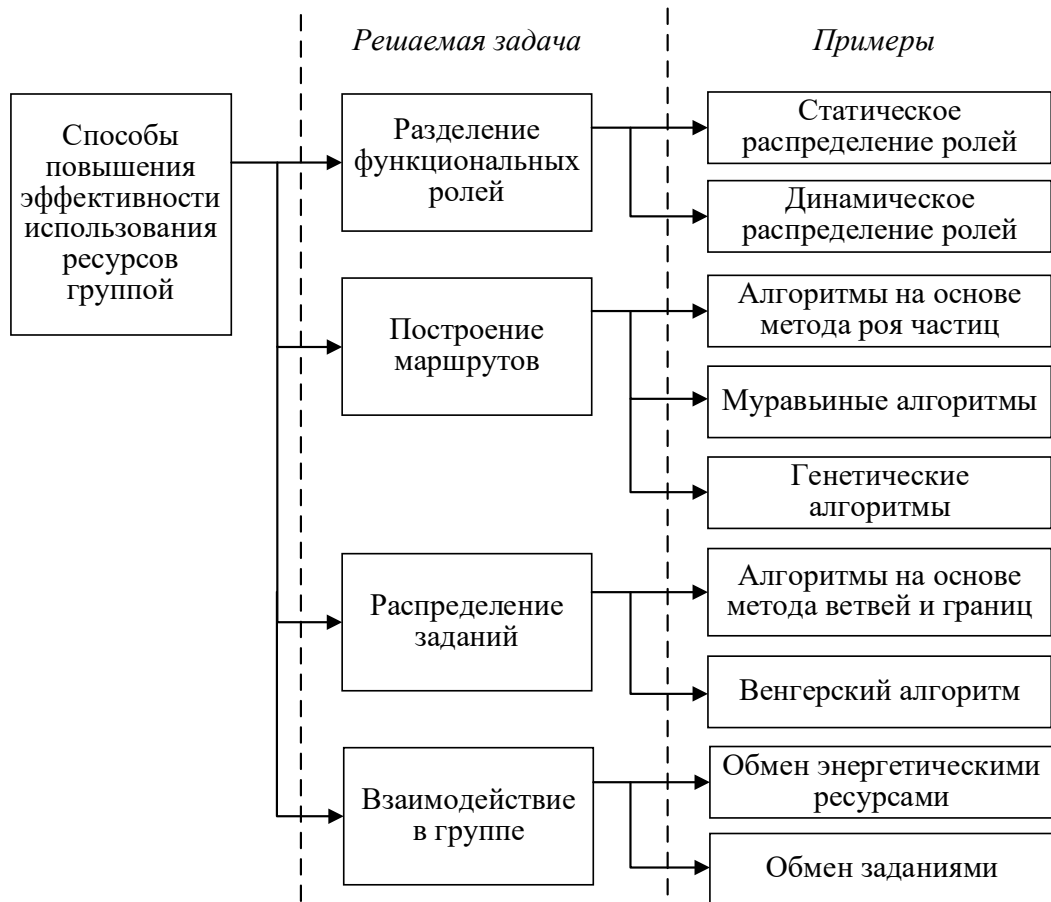 Решаемая задача
Примеры
Способы
повышения
эффективности
использования
ресурсов
группой
Разделение
функциональных
ролей
Статическое
распределение ролей
Динамическое
распределение ролей
Построение
маршрутов
Алгоритмы на основе
метода роя частиц
Муравьиные алгоритмы
Генетические
алгоритмы
Распределение
заданий
Алгоритмы на основе
метода ветвей и границ
Венгерский алгоритм
Взаимодействие
в группе
Обмен энергетическими
ресурсами
Обмен заданиями